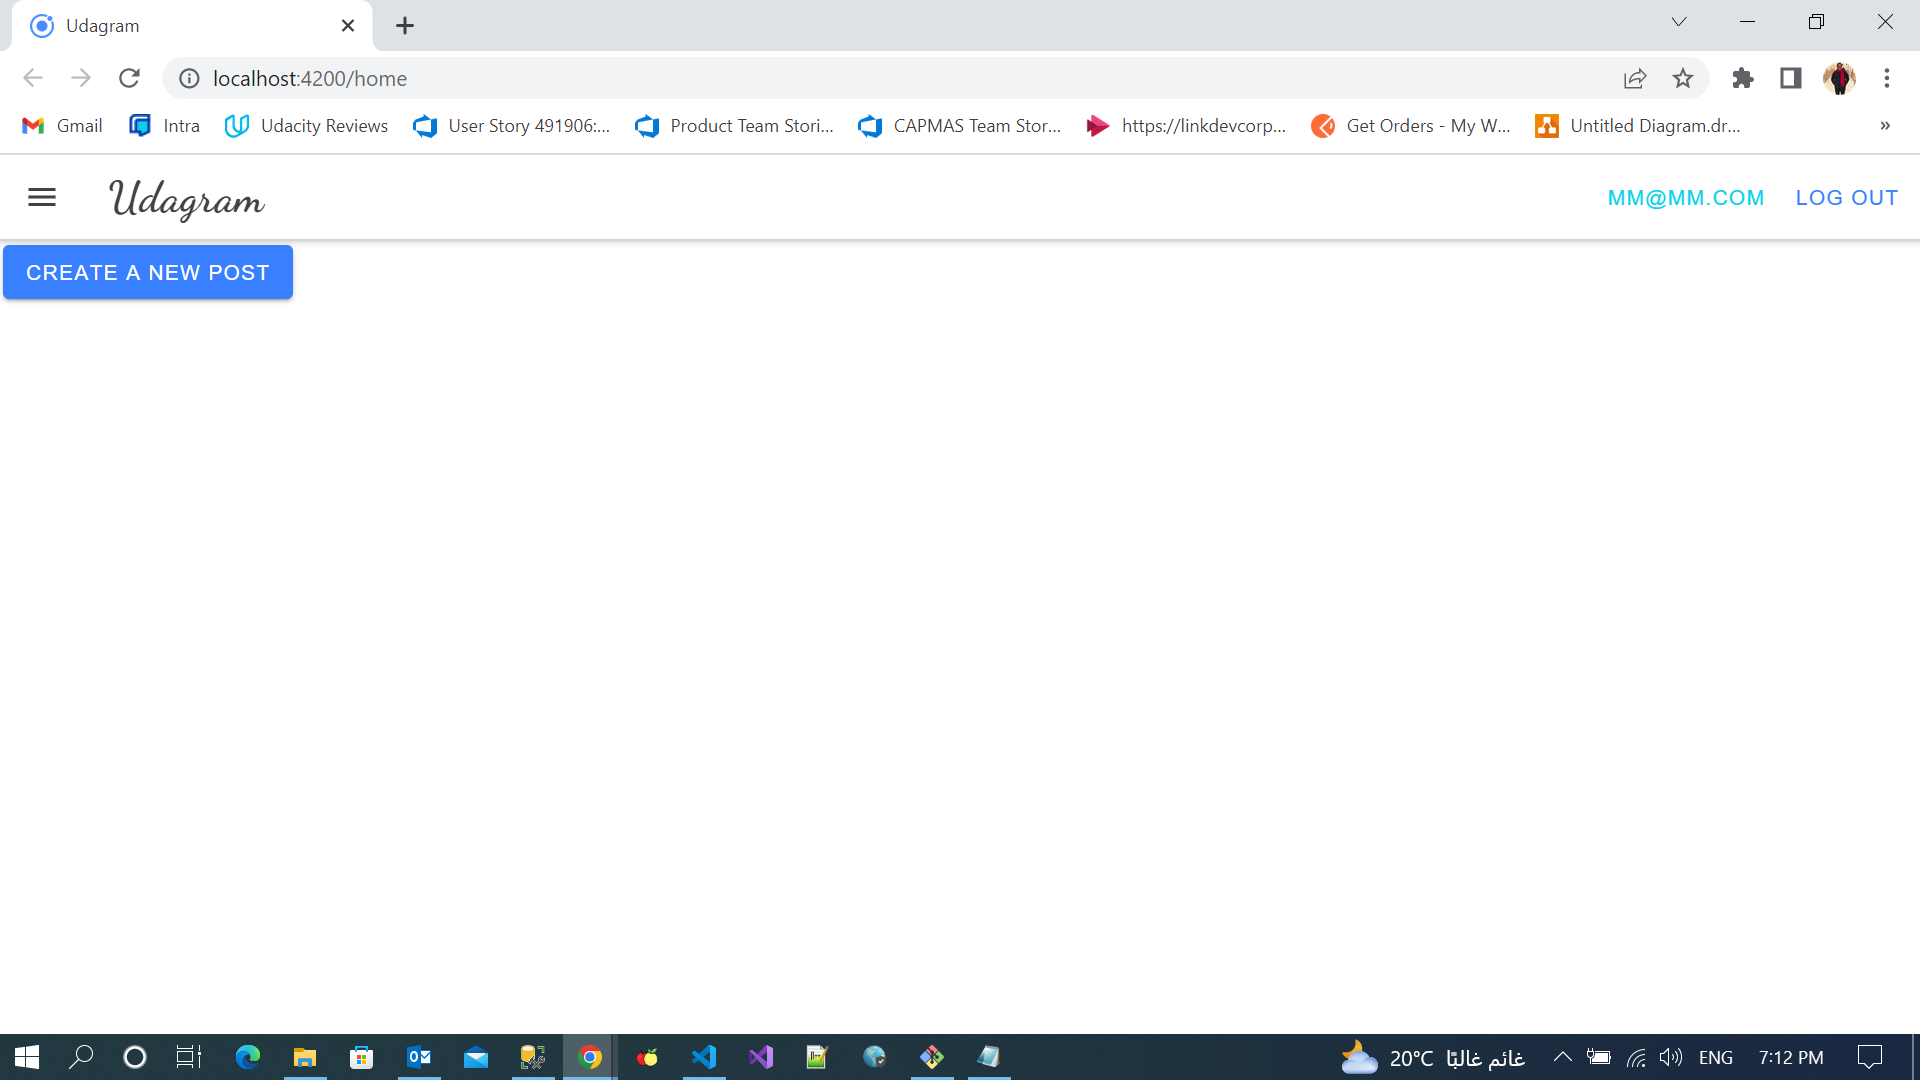 Udagram
localhost:4200/home
Gmail
Intra
Udacity Reviews
User Story 491906:...
Product Team Stori...
CAPMAS Team Stor...
https://linkdevcorp...
Get Orders - My W...
Untitled Diagram.dr...
»
Udagram
MM@MM.COM
LOG OUT
CREATE A NEW POST
20°C غائم غالبًا
ENG
7:12 PM